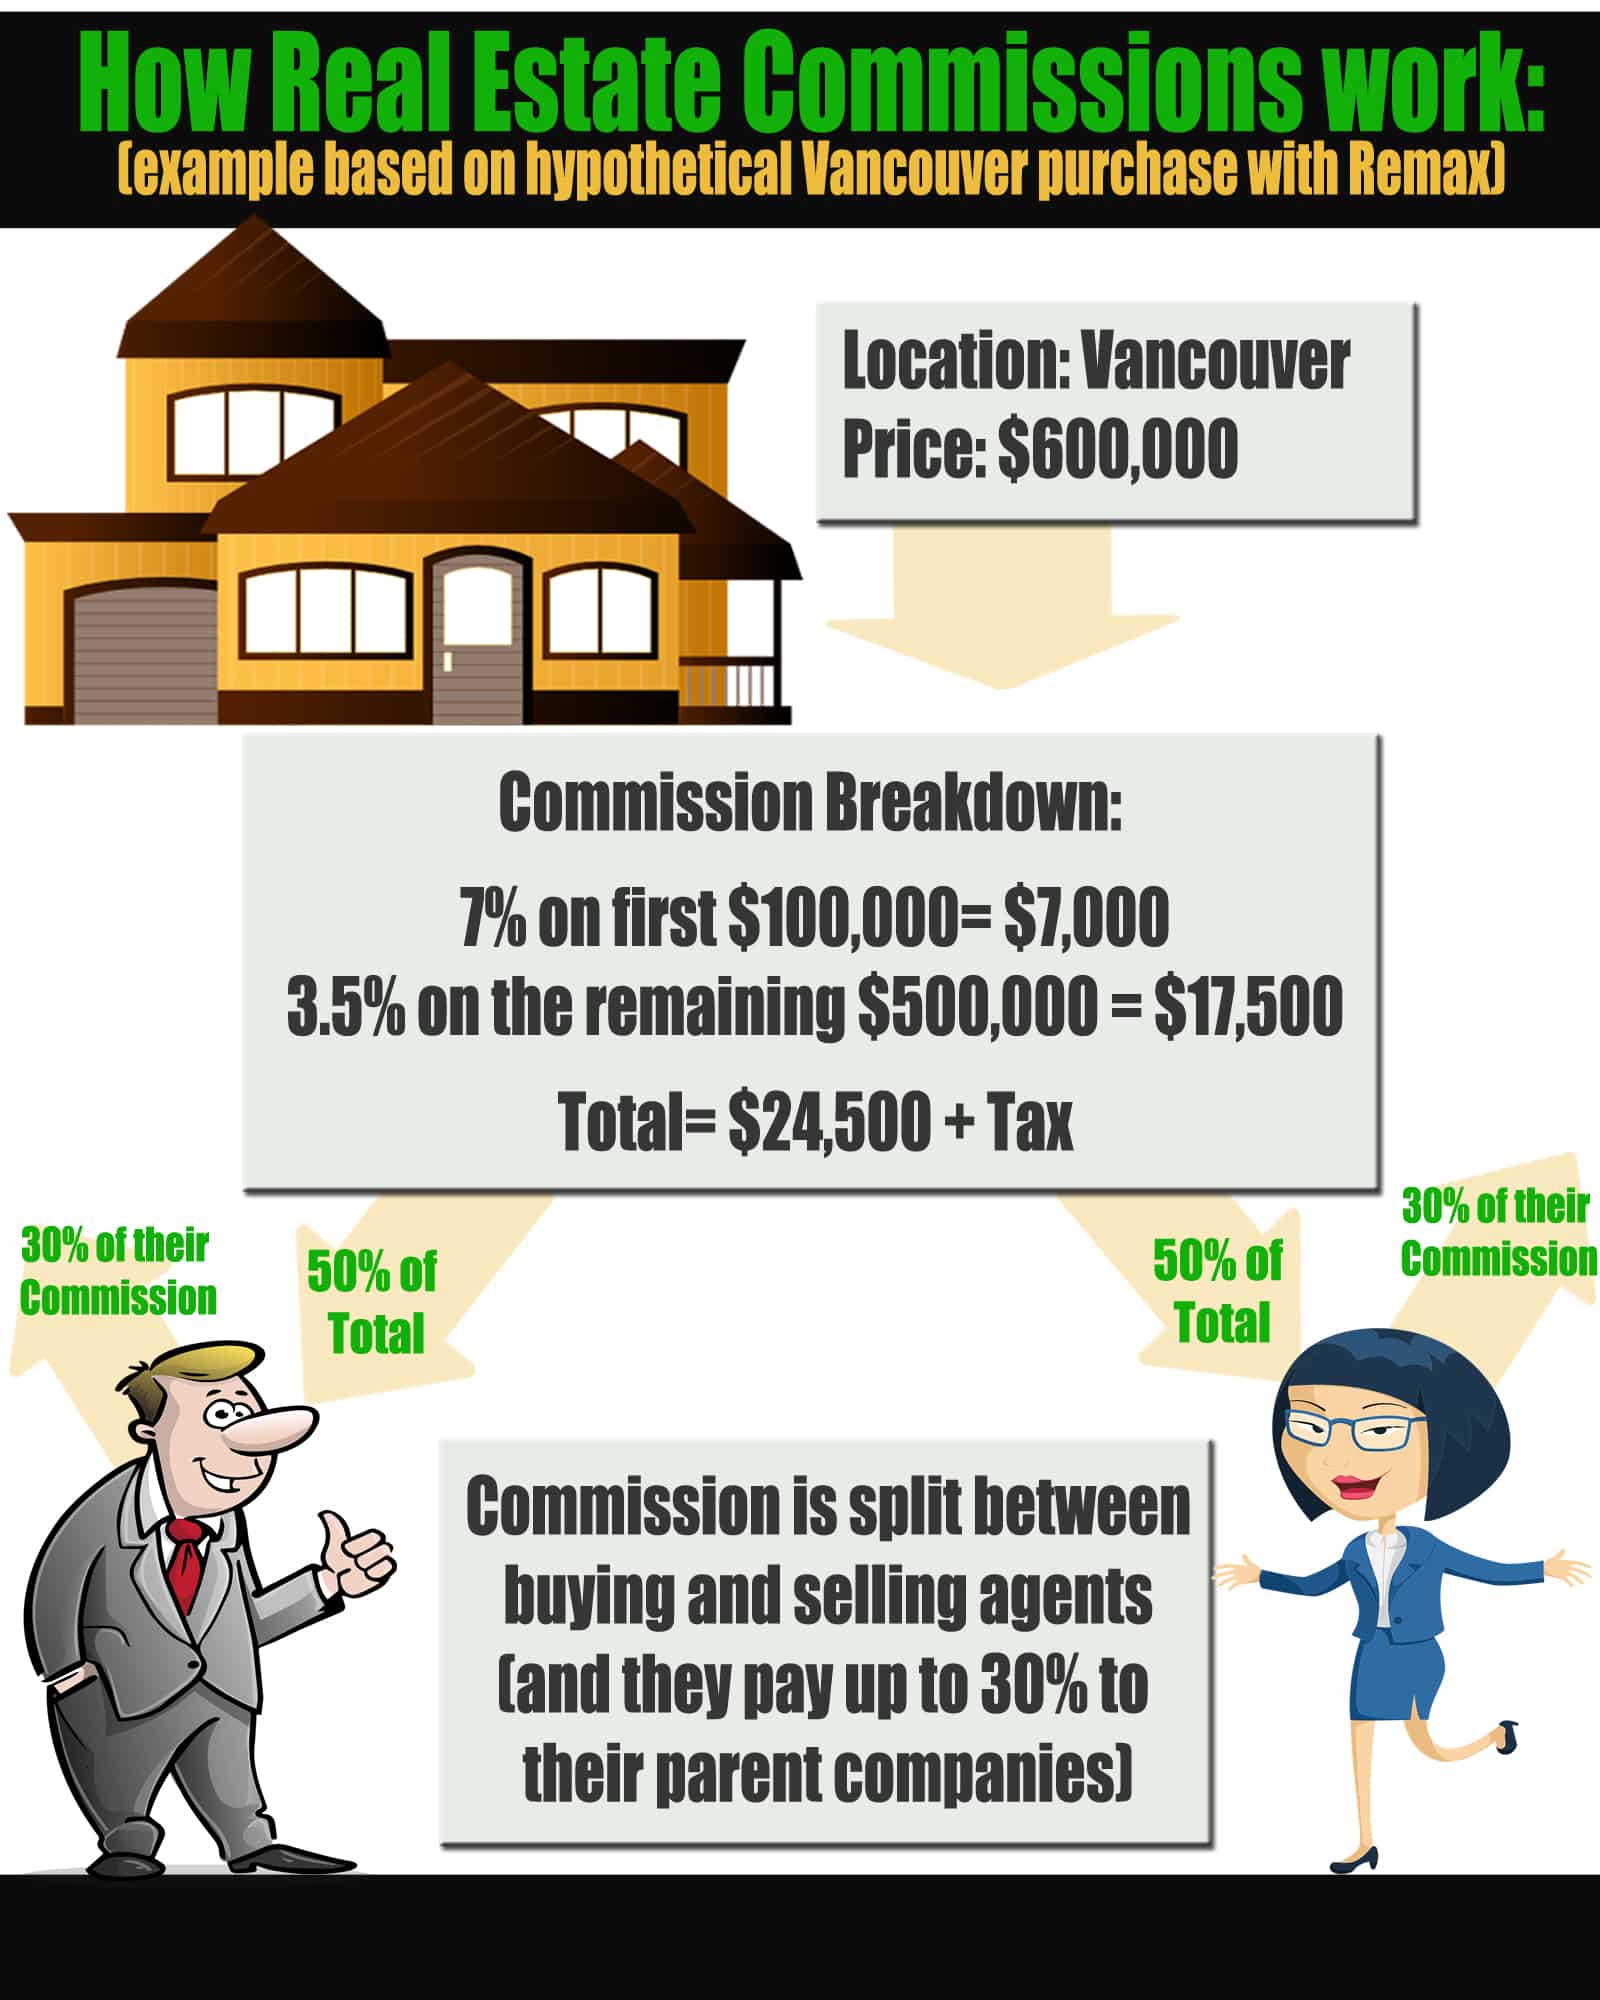 How Real Estate Commissions work:
(example based on hypothetical Vancouver purchase with Remax)
Location: Vancouver
Price: $600,000
Commission Breakdown:
7% on first $100,000= $7,000
3.5% on the remaining $500,000 = $17,500
Total= $24,500 + Tax
30% of their
Commission
50% of
Total
50% of
Total
30% of their
Commission
Commission is split between
buying and selling agents
(and they pay up to 30% to
their parent companies)